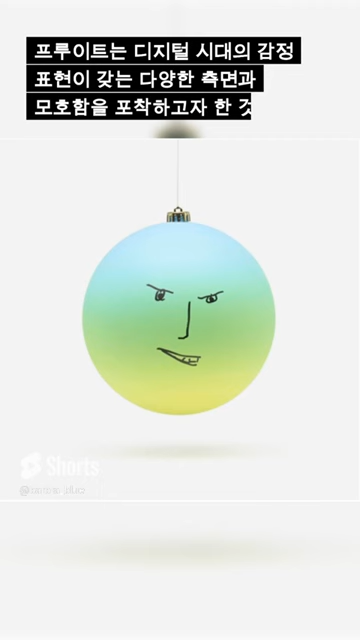 프루이트는 디지털 시대의 감정
표현이 갖는 다양한 측면과
모호함을 포착하고자 한 것
Shorts